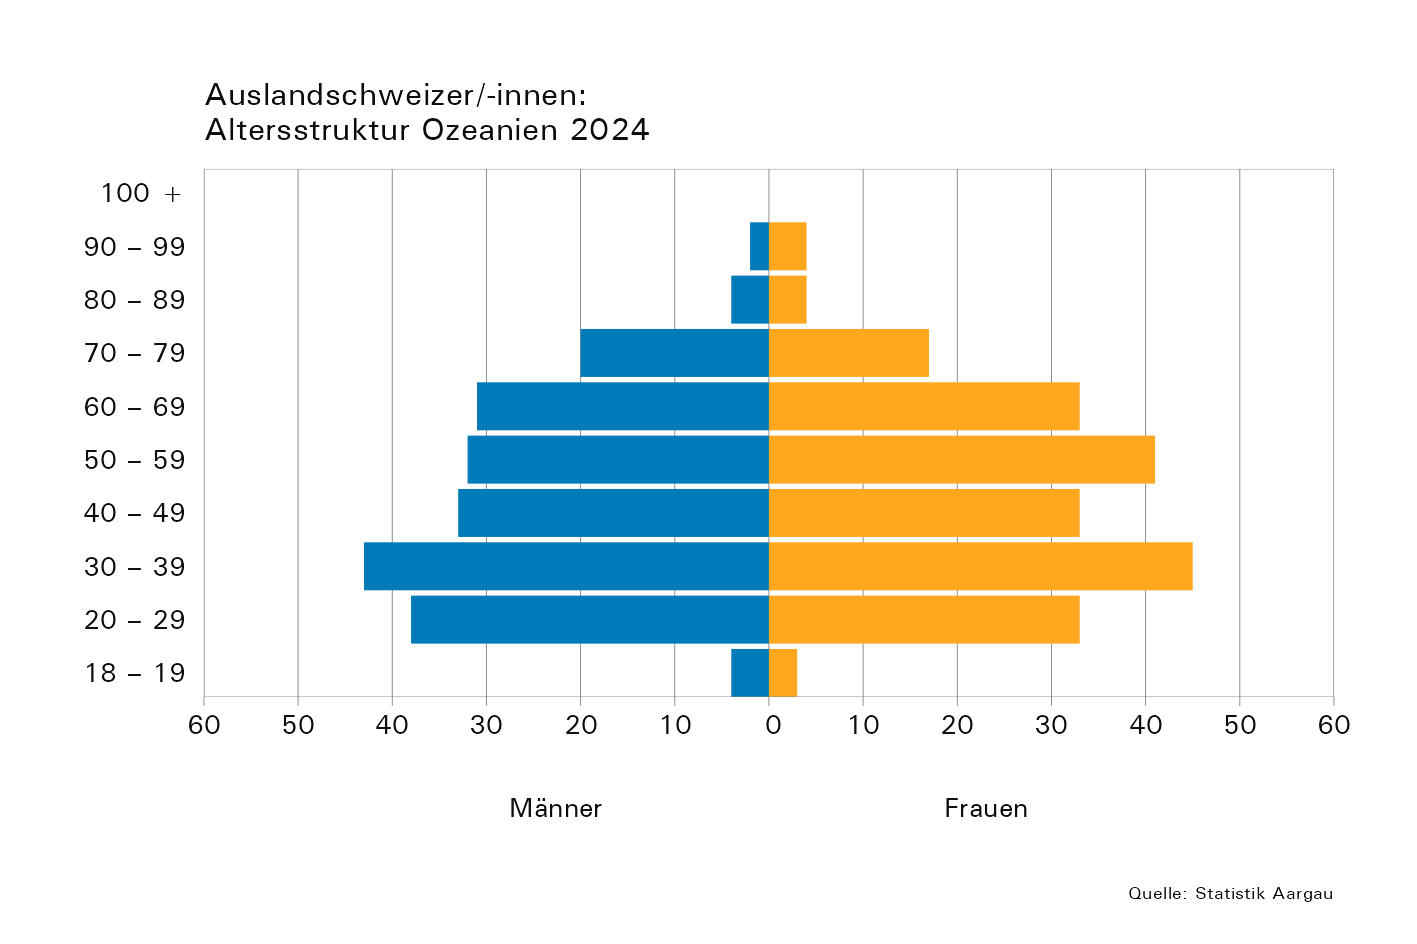 Auslandschweizer/-innen:
Altersstruktur Ozeanien 2024
100 +
90 – 99
80 – 89
70 – 79
60 – 69
50 – 59
40 – 49
30 – 39
20 – 29
18 – 19
60 50 40 30 20 10 0 10 20 30 40 50 60
Männer Frauen
Quelle: Statistik Aargau